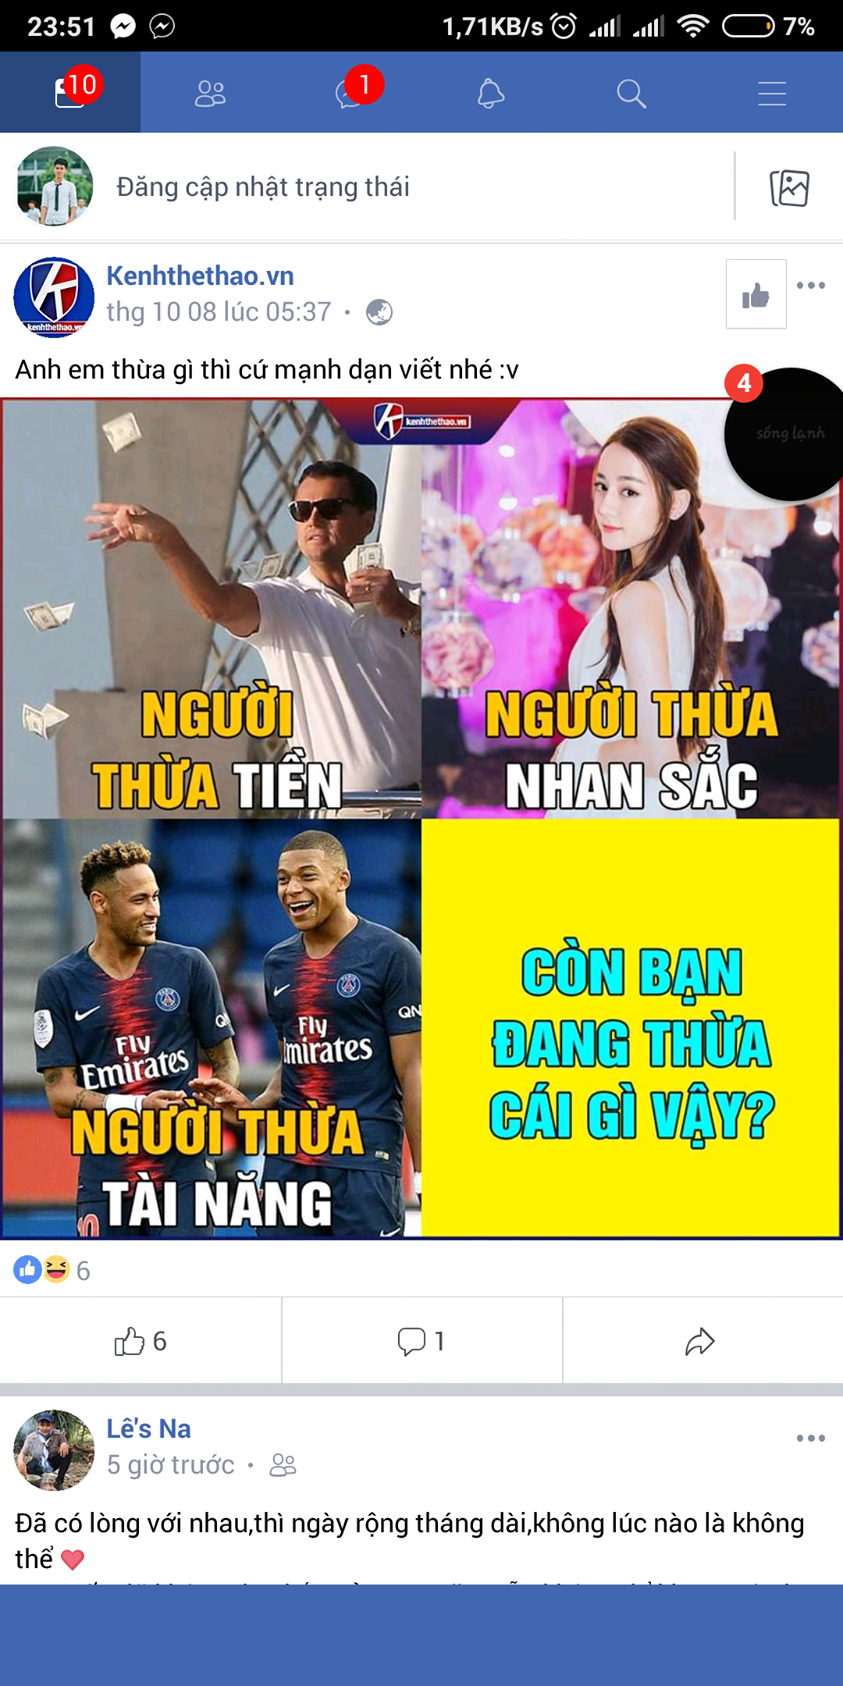 23:51
1,71KB/s
7%
10
1
Đăng cập nhật trạng thái
Kenhthethao.vn
thg 10 08 lúc 05:37
Anh em thừa gì thì cứ mạnh dạn viết nhé :v
4
sống lạnh
kenhthethao.vn
NGƯỜI
THỪA TIỀN
NGƯỜI THỪA
NHAN SẮC
Fly
Emirates
Fly
mirates
QN
NGƯỜI THỪA
TÀI NĂNG
CÒN BẠN
ĐANG THỪA
CÁI GÌ VẬY?
6
6
1
Lê's Na
5 giờ trước
Đã có lòng với nhau,thì ngày rộng tháng dài,không lúc nào là không
thể ❤